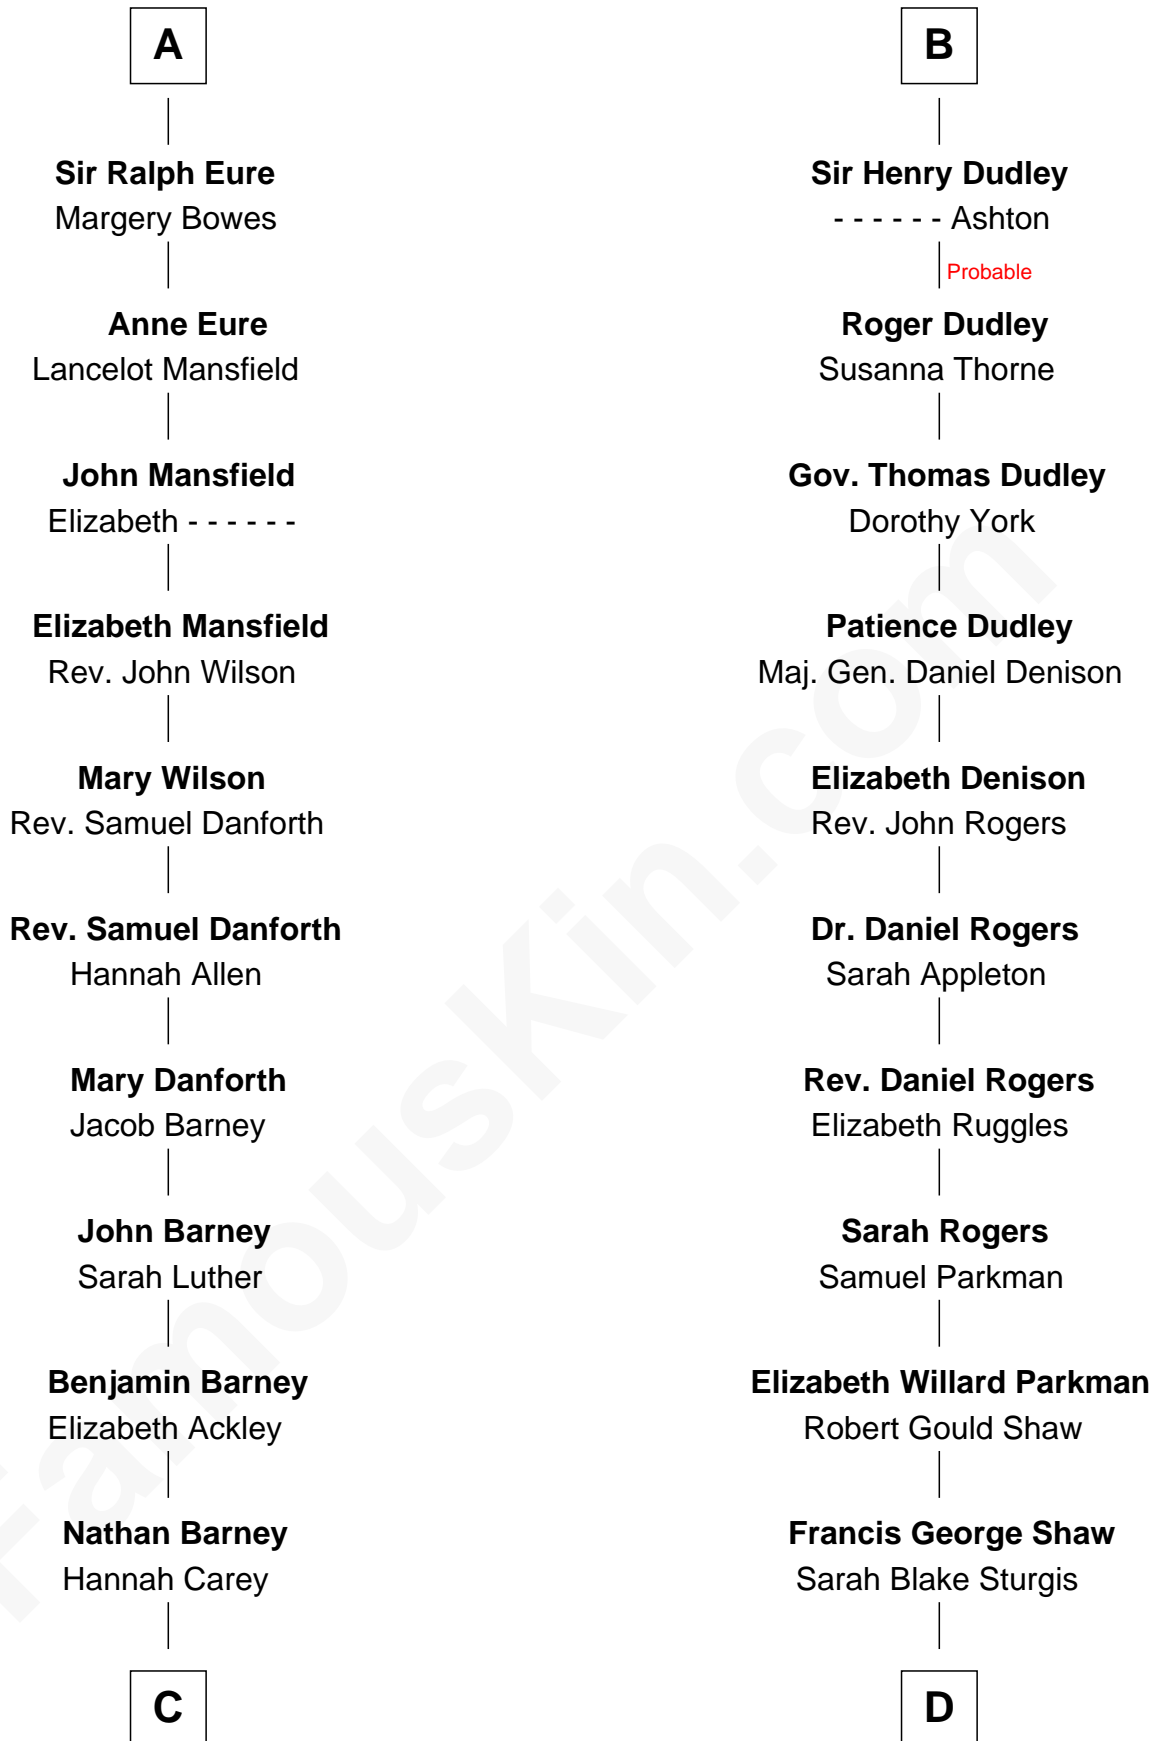 A
Sir Ralph Eure
Margery Bowes
Anne Eure
Lancelot Mansfield
John Mansfield
Elizabeth - - - - - -
Elizabeth Mansfield
Rev. John Wilson
Mary Wilson
Rev. Samuel Danforth
Rev. Samuel Danforth
Hannah Allen
Mary Danforth
Jacob Barney
John Barney
Sarah Luther
Benjamin Barney
Elizabeth Ackley
Nathan Barney
Hannah Carey
C
B
Sir Henry Dudley
- - - - - - Ashton
Probable
Roger Dudley
Susanna Thorne
Gov. Thomas Dudley
Dorothy York
Patience Dudley
Maj. Gen. Daniel Denison
Elizabeth Denison
Rev. John Rogers
Dr. Daniel Rogers
Sarah Appleton
Rev. Daniel Rogers
Elizabeth Ruggles
Sarah Rogers
Samuel Parkman
Elizabeth Willard Parkman
Robert Gould Shaw
Francis George Shaw
Sarah Blake Sturgis
D
FamousKin.com